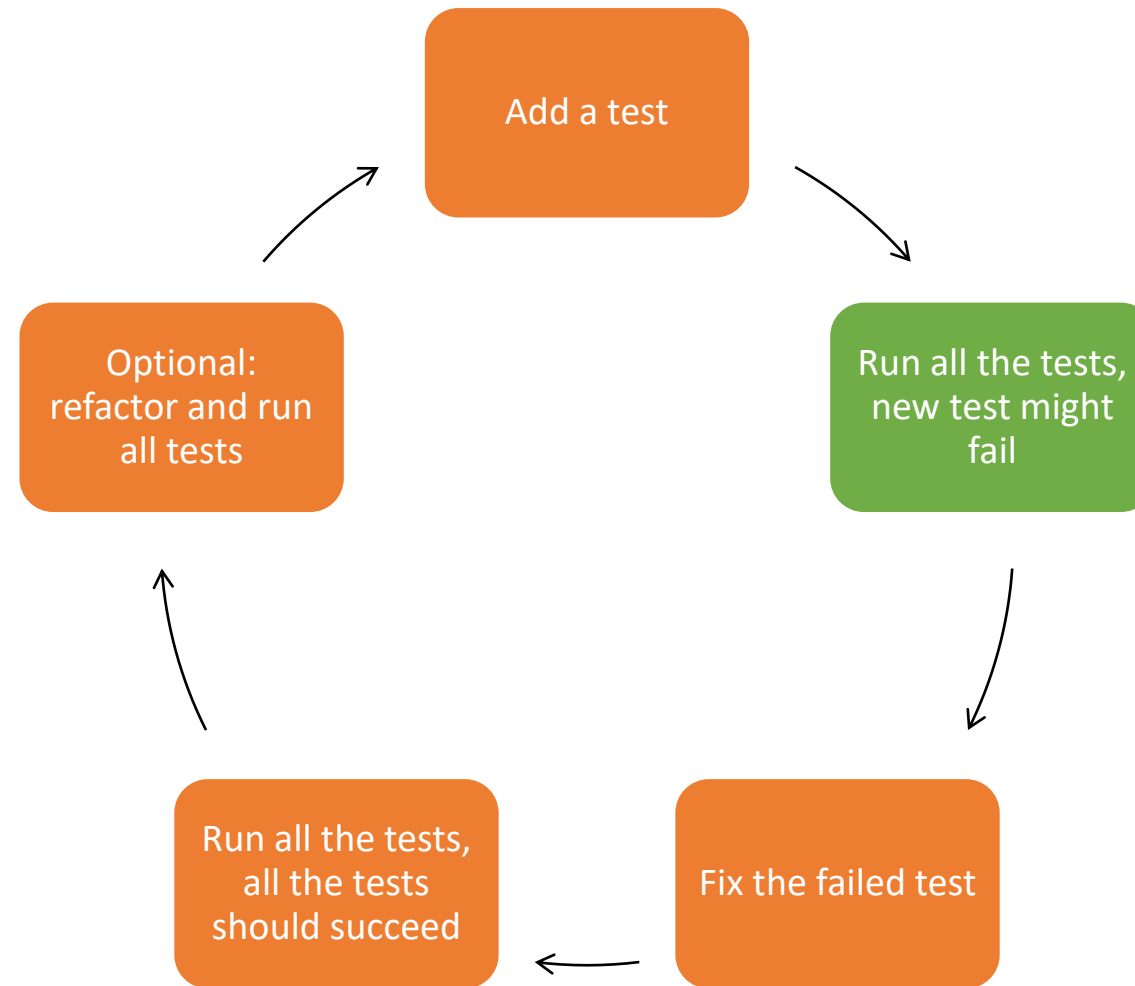 Add a test
Run all the tests,
new test might
fail
Fix the failed test
Run all the tests,
all the tests
should succeed
Optional:
refactor and run
all tests